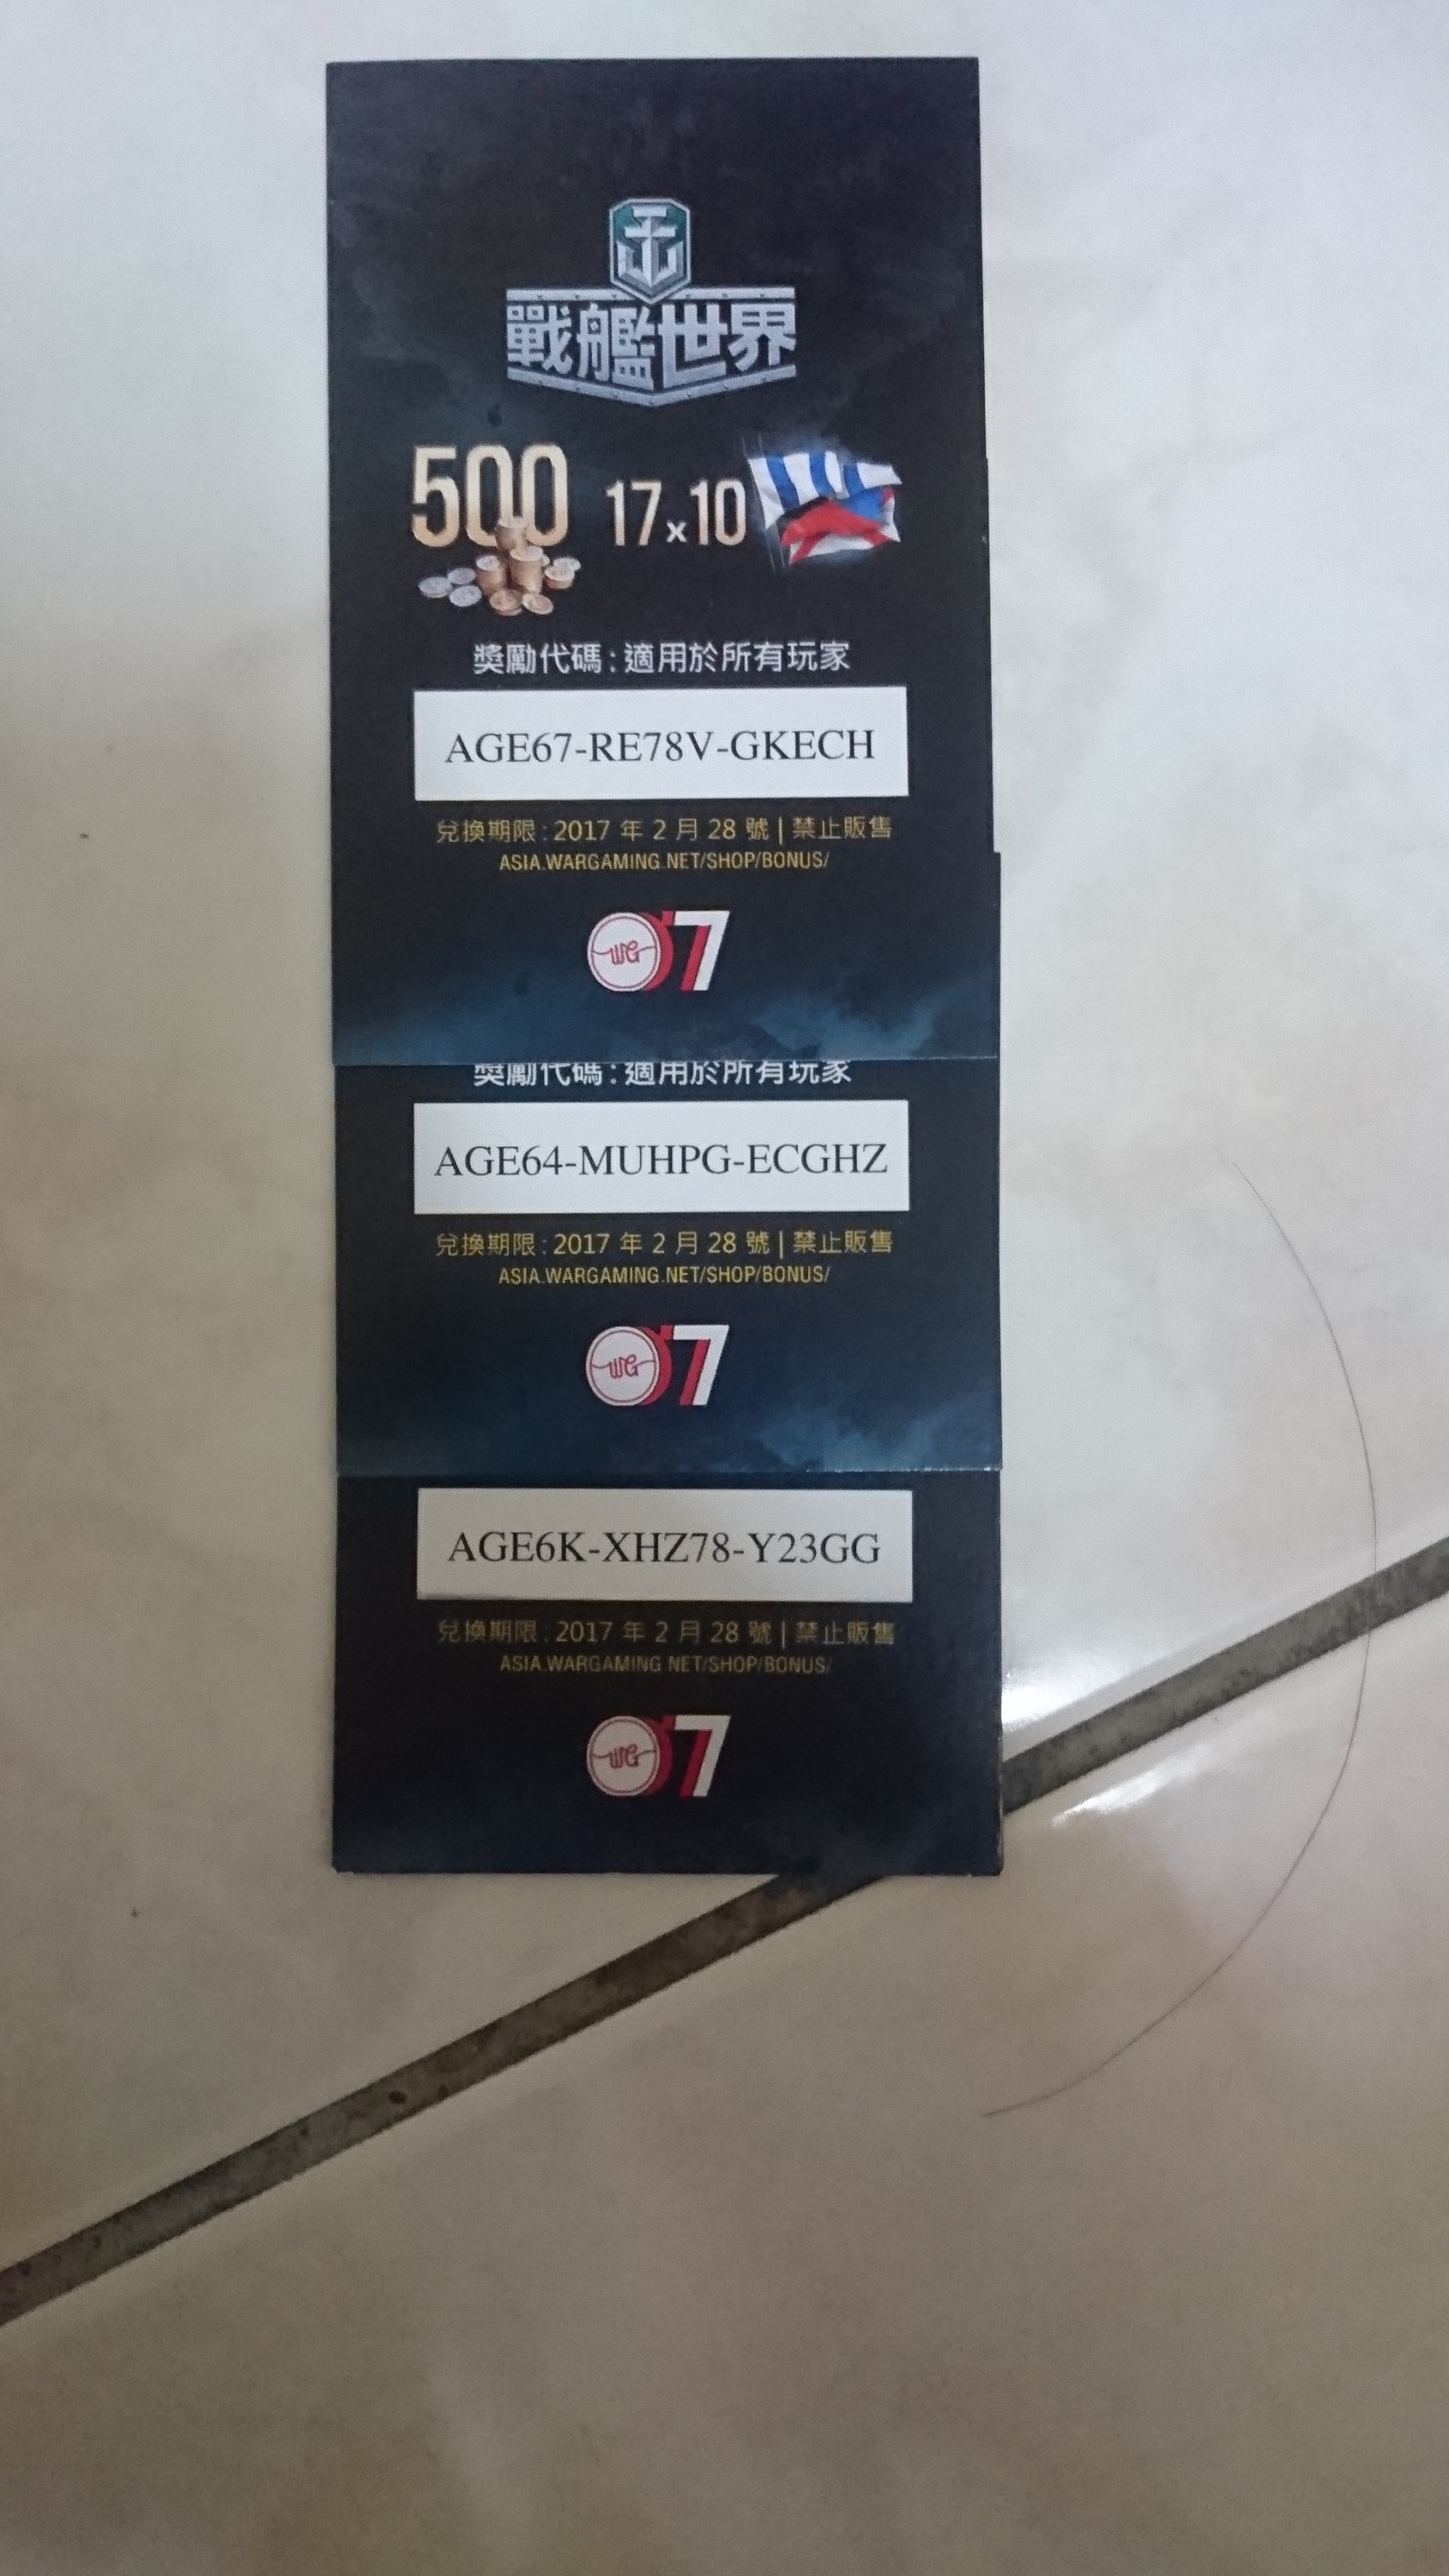 戰艦世界
500 17x10
獎勵代碼:適用於所有玩家
AGE67-RE78V-GKECH
兌換期限:2017 年 2 月 28 號 | 禁止販售
ASIA.WARGAMING.NET/SHOP/BONUS/
WG 7
獎勵代碼:適用於所有玩家
AGE64-MUHPG-ECGHZ
兌換期限:2017 年 2 月 28 號 | 禁止販售
ASIA.WARGAMING.NET/SHOP/BONUS/
WG 7
AGE6K-XHZ78-Y23GG
兌換期限:2017 年 2 月 28 號 | 禁止販售
ASIA.WARGAMING.NET/SHOP/BONUS/
WG 7